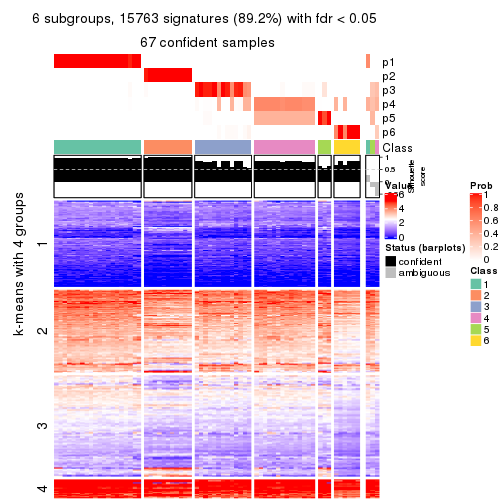 6 subgroups, 15763 signatures (89.2%) with fdr < 0.05
67 confident samples
p1
p2
p3
p4
p5
p6
Class
1
0.5
0
Silhouette
score
k-means with 4 groups
1
2
3
4
Value
6
4
2
0
Status (barplots)
confident
ambiguous
Prob
1
0.8
0.6
0.4
0.2
0
Class
1
2
3
4
5
6